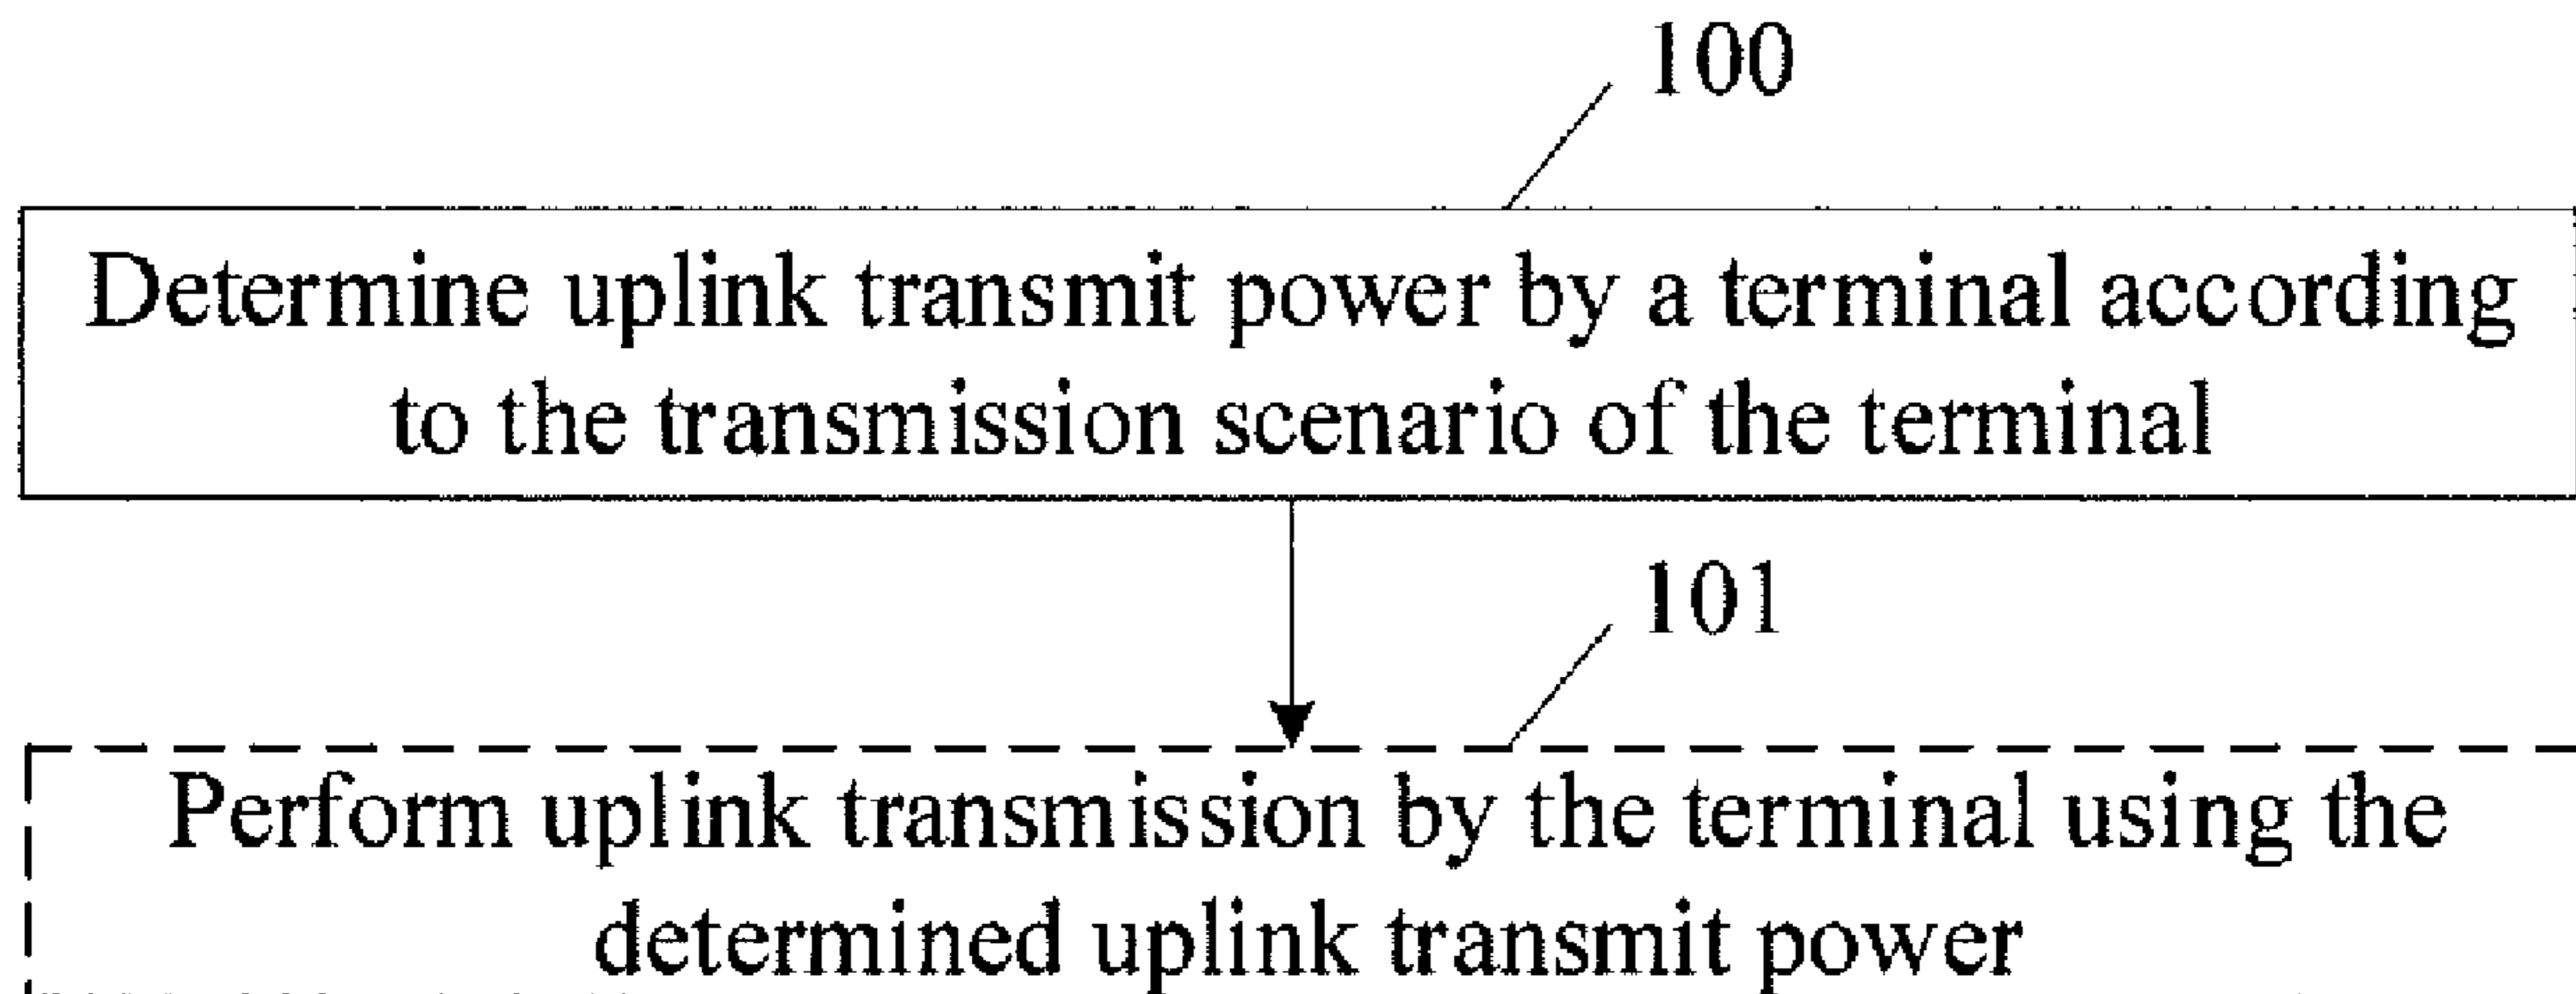 100
Determine uplink transmit power by a terminal according
to the transmission scenario of the terminal
101
Perform uplink transmission by the terminal using the
determined uplink transmit power